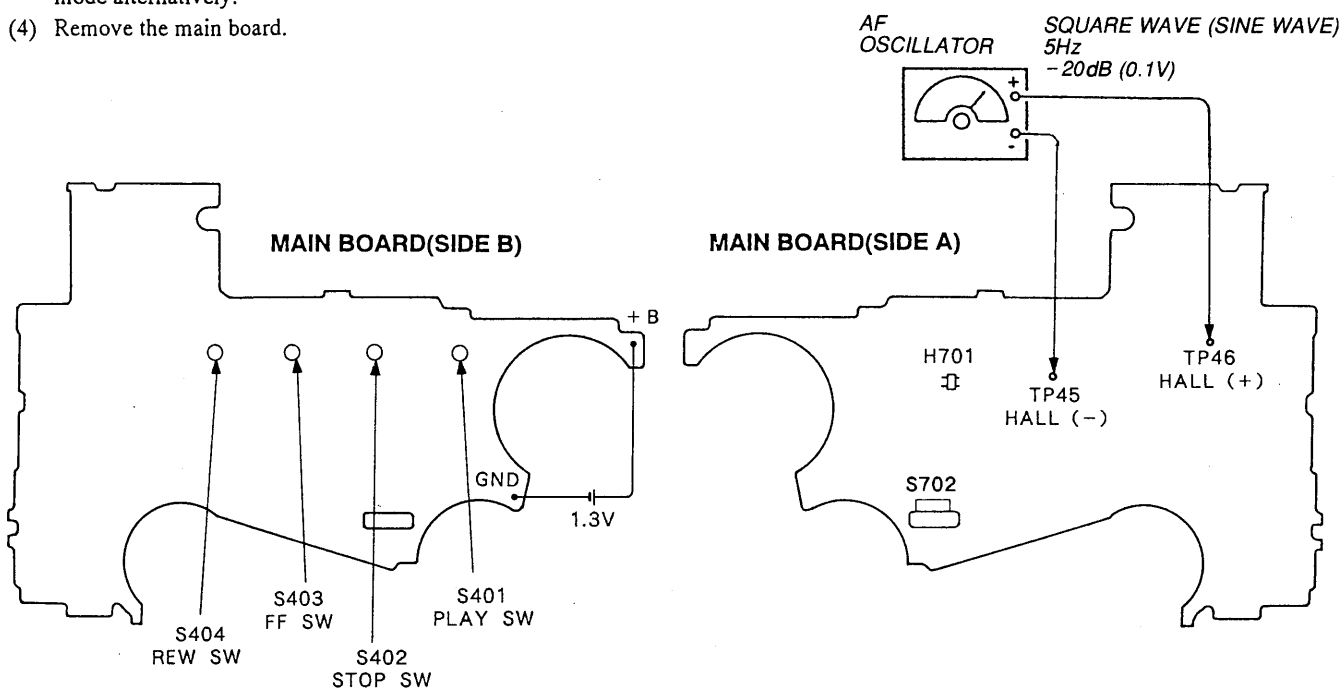 mode alternatively.
(4) Remove the main board.
AF
OSCILLATOR
SQUARE WAVE (SINE WAVE)
5Hz
−20dB (0.1V)
+
-
MAIN BOARD(SIDE B)
MAIN BOARD(SIDE A)
+ B
H701
TP45
HALL (−)
TP46
HALL (+)
GND
1.3V
S702
S404
REW SW
S403
FF SW
S402
STOP SW
S401
PLAY SW